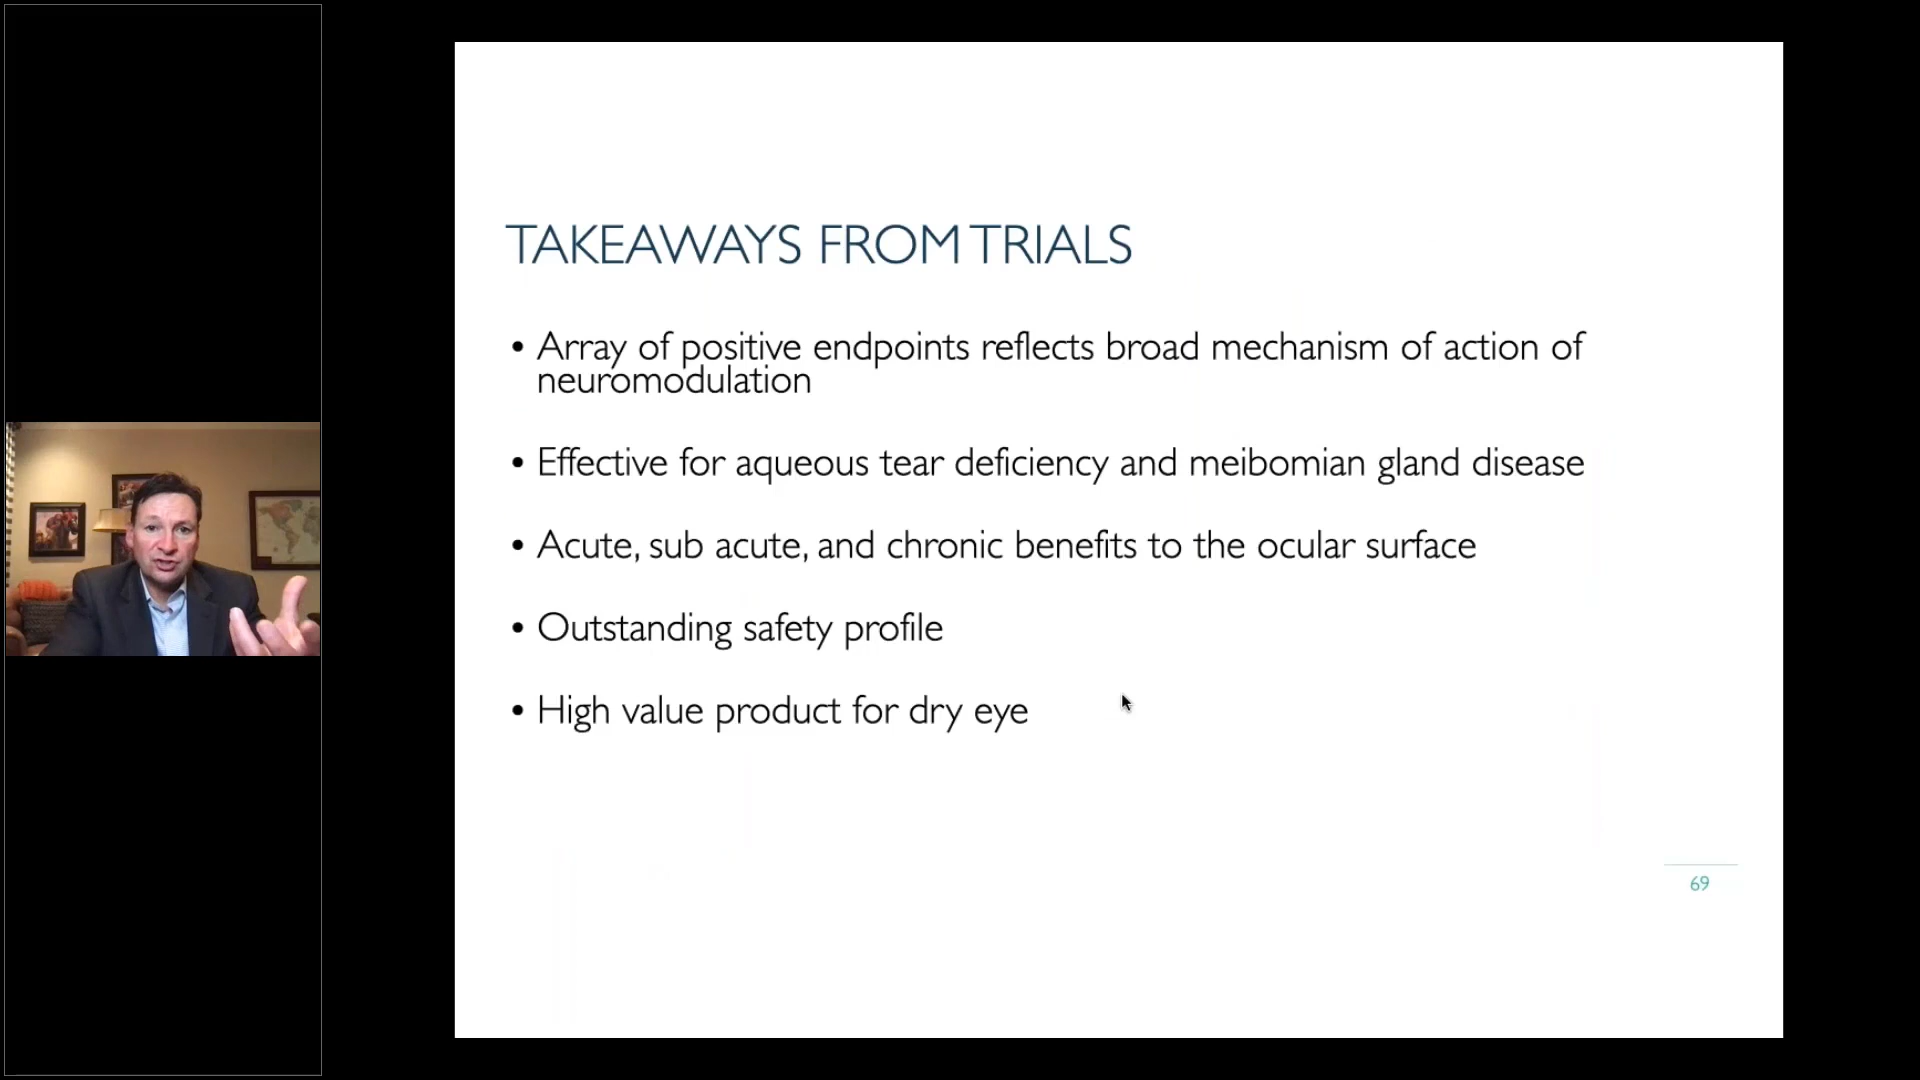 TAKEAWAYS FROM TRIALS
• Array of positive endpoints reflects broad mechanism of action of
neuromodulation
• Effective for aqueous tear deficiency and meibomian gland disease
• Acute, sub acute, and chronic benefits to the ocular surface
• Outstanding safety profile
• High value product for dry eye
69